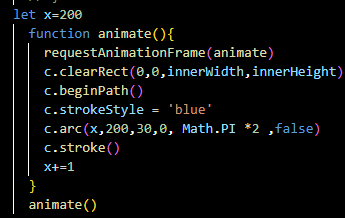 let x=200
function animate(){
requestAnimationFrame(animate)
c.clearRect(0,0,innerWidth,innerHeight)
c.beginPath()
c.strokeStyle = 'blue'
c.arc(x,200,30,0, Math.PI *2 ,false)
c.stroke()
x+=1
}
animate()